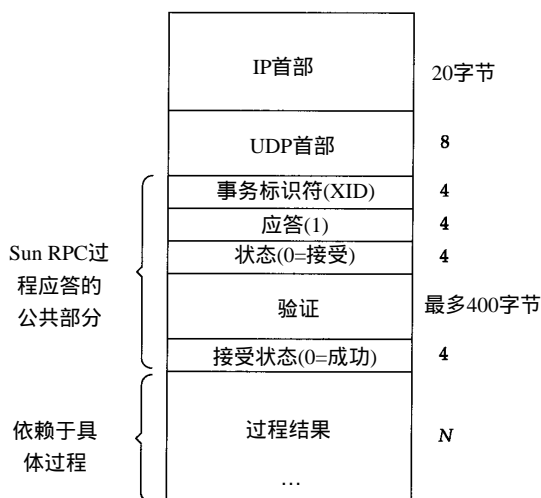 IP首部
20字节
UDP首部
8
事务标识符(XID)
4
应答(1)
4
状态(0=接受)
4
Sun RPC过
程应答的
公共部分
验证
最多400字节
接受状态(0=成功)
4
依赖于具
体过程
过程结果
N
…